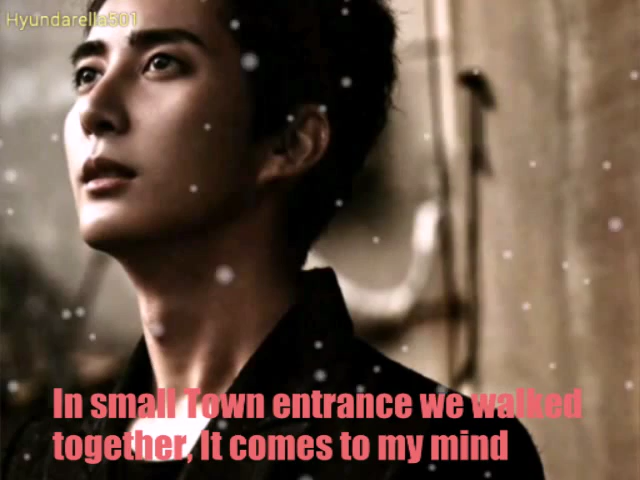 Hyundarella501
In small Town entrance we walked
together, It comes to my mind